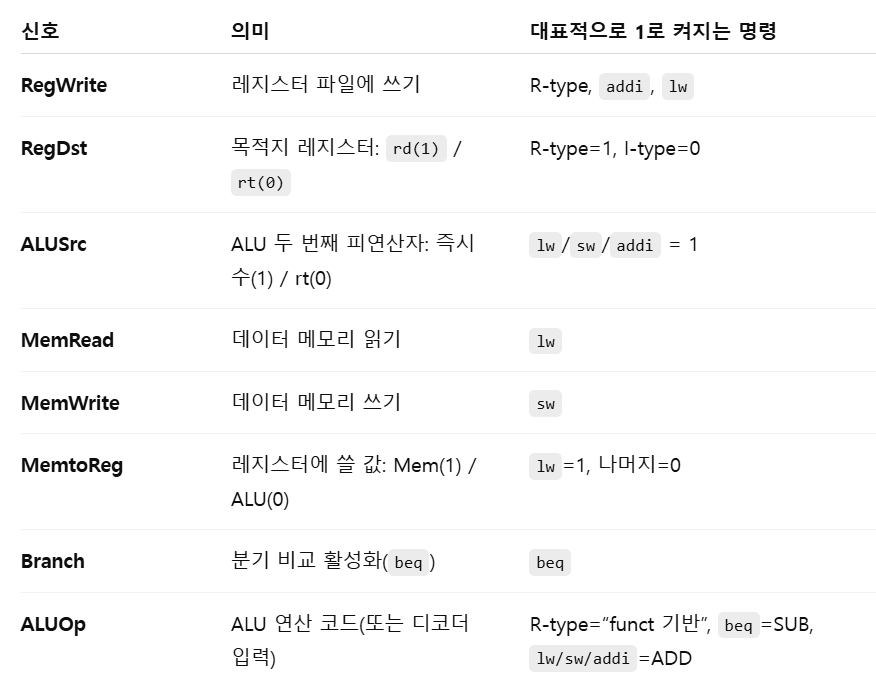 신호 의미 대표적으로 1로 켜지는 명령
RegWrite 레지스터 파일에 쓰기 R-type, addi, lw
RegDst 목적지 레지스터: rd(1) / R-type=1, I-type=0
rt(0)
ALUSrc ALU 두 번째 피연산자: 즉시 lw/sw/addi = 1
수(1) / rt(0)
MemRead 데이터 메모리 읽기 lw
MemWrite 데이터 메모리 쓰기 sw
MemtoReg 레지스터에 쓸 값: Mem(1) / lw=1, 나머지=0
ALU(0)
Branch 분기 비교 활성화(beq) beq
ALUOp ALU 연산 코드(또는 디코더 R-type=“funct 기반”, beq=SUB,
입력) lw/sw/addi=ADD